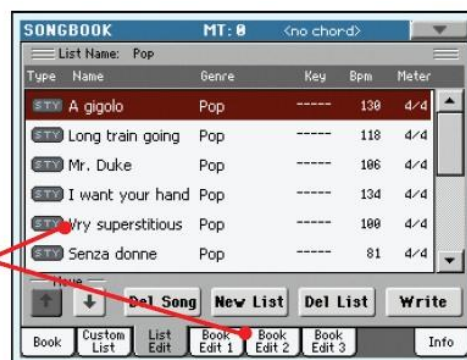 SONGBOOK MT: 0 <no chord>
List Name: Pop
Type Name Genre Key Bpm Meter
STY A gigolo Pop ----- 130 4/4
STY Long train going Pop ----- 118 4/4
STY Mr. Duke Pop ----- 106 4/4
STY I want your hand Pop ----- 134 4/4
STY Vry superstitious Pop ----- 100 4/4
STY Senza donne Pop ----- 81 4/4
Move
Del Song New List Del List Write
Book Custom List List Edit Book Edit 1 Book Edit 2 Book Edit 3 Info